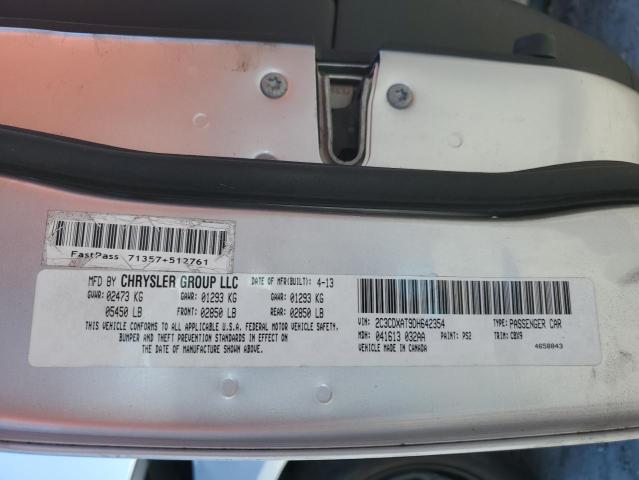 FastPass 71357+512761
MFD BY CHRYSLER GROUP LLC DATE OF MFR(BUILT) 4-13
GVWR: 02473 KG GAWR: 01293 KG GAWR: 01293 KG
05450 LB FRONT: 02850 LB REAR: 02850 LB
THIS VEHICLE CONFORMS TO ALL APPLICABLE U.S.A. FEDERAL MOTOR VEHICLE SAFETY,
BUMPER AND THEFT PREVENTION STANDARDS IN EFFECT ON
THE DATE OF MANUFACTURE SHOWN ABOVE.
VIN: 2C3CDXAT9DH642354 TYPE: PASSENGER CAR
MDH: 041613 032AA PAINT: PS2 TRIM: CBX9
VEHICLE MADE IN CANADA 4658843